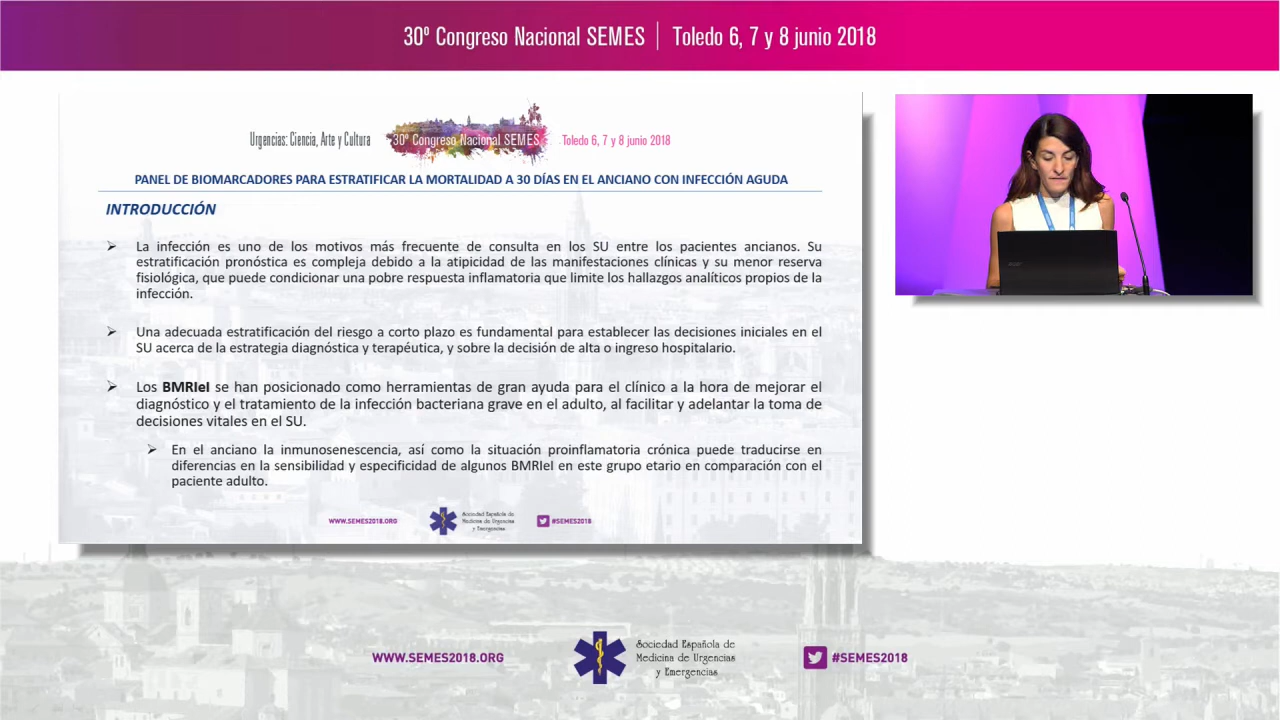 30º Congreso Nacional SEMES | Toledo 6, 7 y 8 junio 2018
Urgencias: Ciencia, Arte y Cultura
30º Congreso Nacional SEMES
Toledo 6, 7 y 8 junio 2018
PANEL DE BIOMARCADORES PARA ESTRATIFICAR LA MORTALIDAD A 30 DÍAS EN EL ANCIANO CON INFECCIÓN AGUDA
INTRODUCCIÓN
La infección es uno de los motivos más frecuente de consulta en los SU entre los pacientes ancianos. Su
estratificación pronóstica es compleja debido a la atipicidad de las manifestaciones clínicas y su menor reserva
fisiológica, que puede condicionar una pobre respuesta inflamatoria que limite los hallazgos analíticos propios de la
infección.
Una adecuada estratificación del riesgo a corto plazo es fundamental para establecer las decisiones iniciales en el
SU acerca de la estrategia diagnóstica y terapéutica, y sobre la decisión de alta o ingreso hospitalario.
Los BMRIeI se han posicionado como herramientas de gran ayuda para el clínico a la hora de mejorar el
diagnóstico y el tratamiento de la infección bacteriana grave en el adulto, al facilitar y adelantar la toma de
decisiones vitales en el SU.
En el anciano la inmunosenescencia, así como la situación proinflamatoria crónica puede traducirse en
diferencias en la sensibilidad y especificidad de algunos BMRIeI en este grupo etario en comparación con el
paciente adulto.
WWW.SEMES2018.ORG
Sociedad Española de
Medicina de Urgencias
y Emergencias
#SEMES2018
WWW.SEMES2018.ORG
Sociedad Española de
Medicina de Urgencias
y Emergencias
#SEMES2018
acer